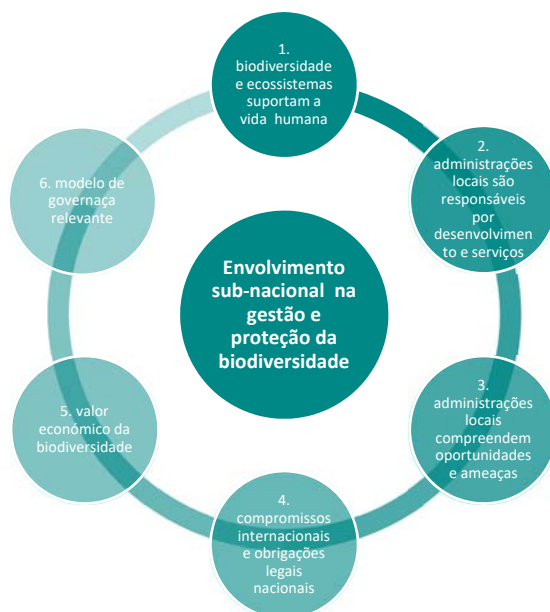 1.
biodiversidade
e ecossistemas
suportam a
vida humana
2.
administrações
locais são
responsáveis
por
desenvolvimen
to e serviços
3.
administrações
locais
compreendem
oportunidades
e ameaças
4.
compromissos
internacionais
e obrigações
legais
nacionais
5. valor
económico da
biodiversidade
6. modelo de
governaça
relevante
Envolvimento
sub-nacional na
gestão e
proteção da
biodiversidade